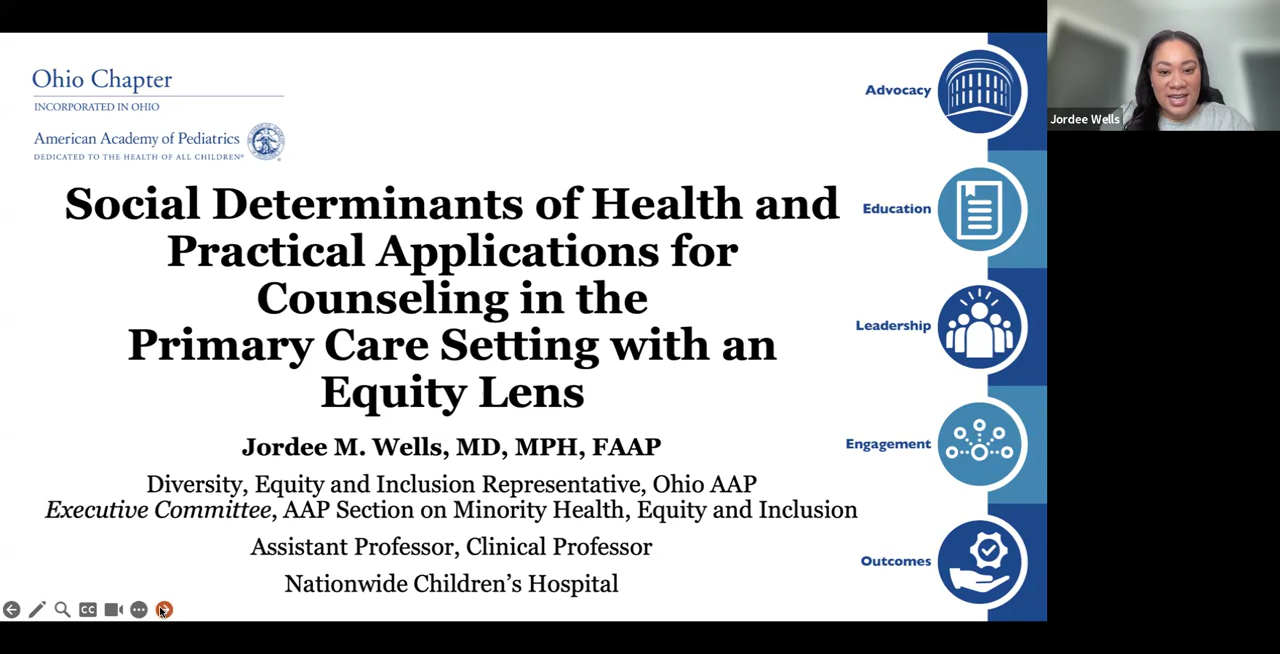 Ohio Chapter
INCORPORATED IN OHIO
American Academy of Pediatrics
DEDICATED TO THE HEALTH OF ALL CHILDREN®
Social Determinants of Health and
Practical Applications for
Counseling in the
Primary Care Setting with an
Equity Lens
Jordee M. Wells, MD, MPH, FAAP
Diversity, Equity and Inclusion Representative, Ohio AAP
Executive Committee, AAP Section on Minority Health, Equity and Inclusion
Assistant Professor, Clinical Professor
Nationwide Children’s Hospital
Advocacy
Education
Leadership
Engagement
Outcomes
Jordee Wells
CC